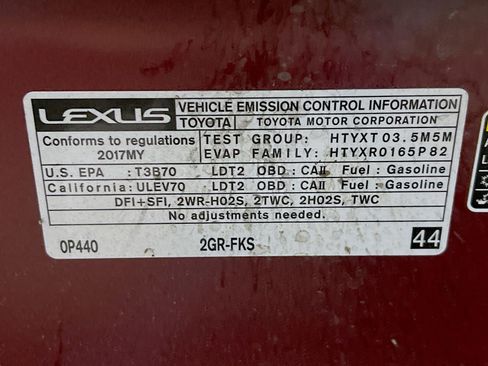 LEXUS VEHICLE EMISSION CONTROL INFORMATION
TOYOTA TOYOTA MOTOR CORPORATION
Conforms to regulations
2017MY
TEST GROUP: HTYXT03.5M5M
EVAP FAMILY: HTYXR0165P82
U.S. EPA : T3B70 LDT2 OBD : CAII Fuel : Gasoline
California: ULEV70 LDT2 OBD : CAII Fuel : Gasoline
DFI+SFI, 2WR-HO2S, 2TWC, 2HO2S, TWC
No adjustments needed.
0P440 2GR-FKS 44